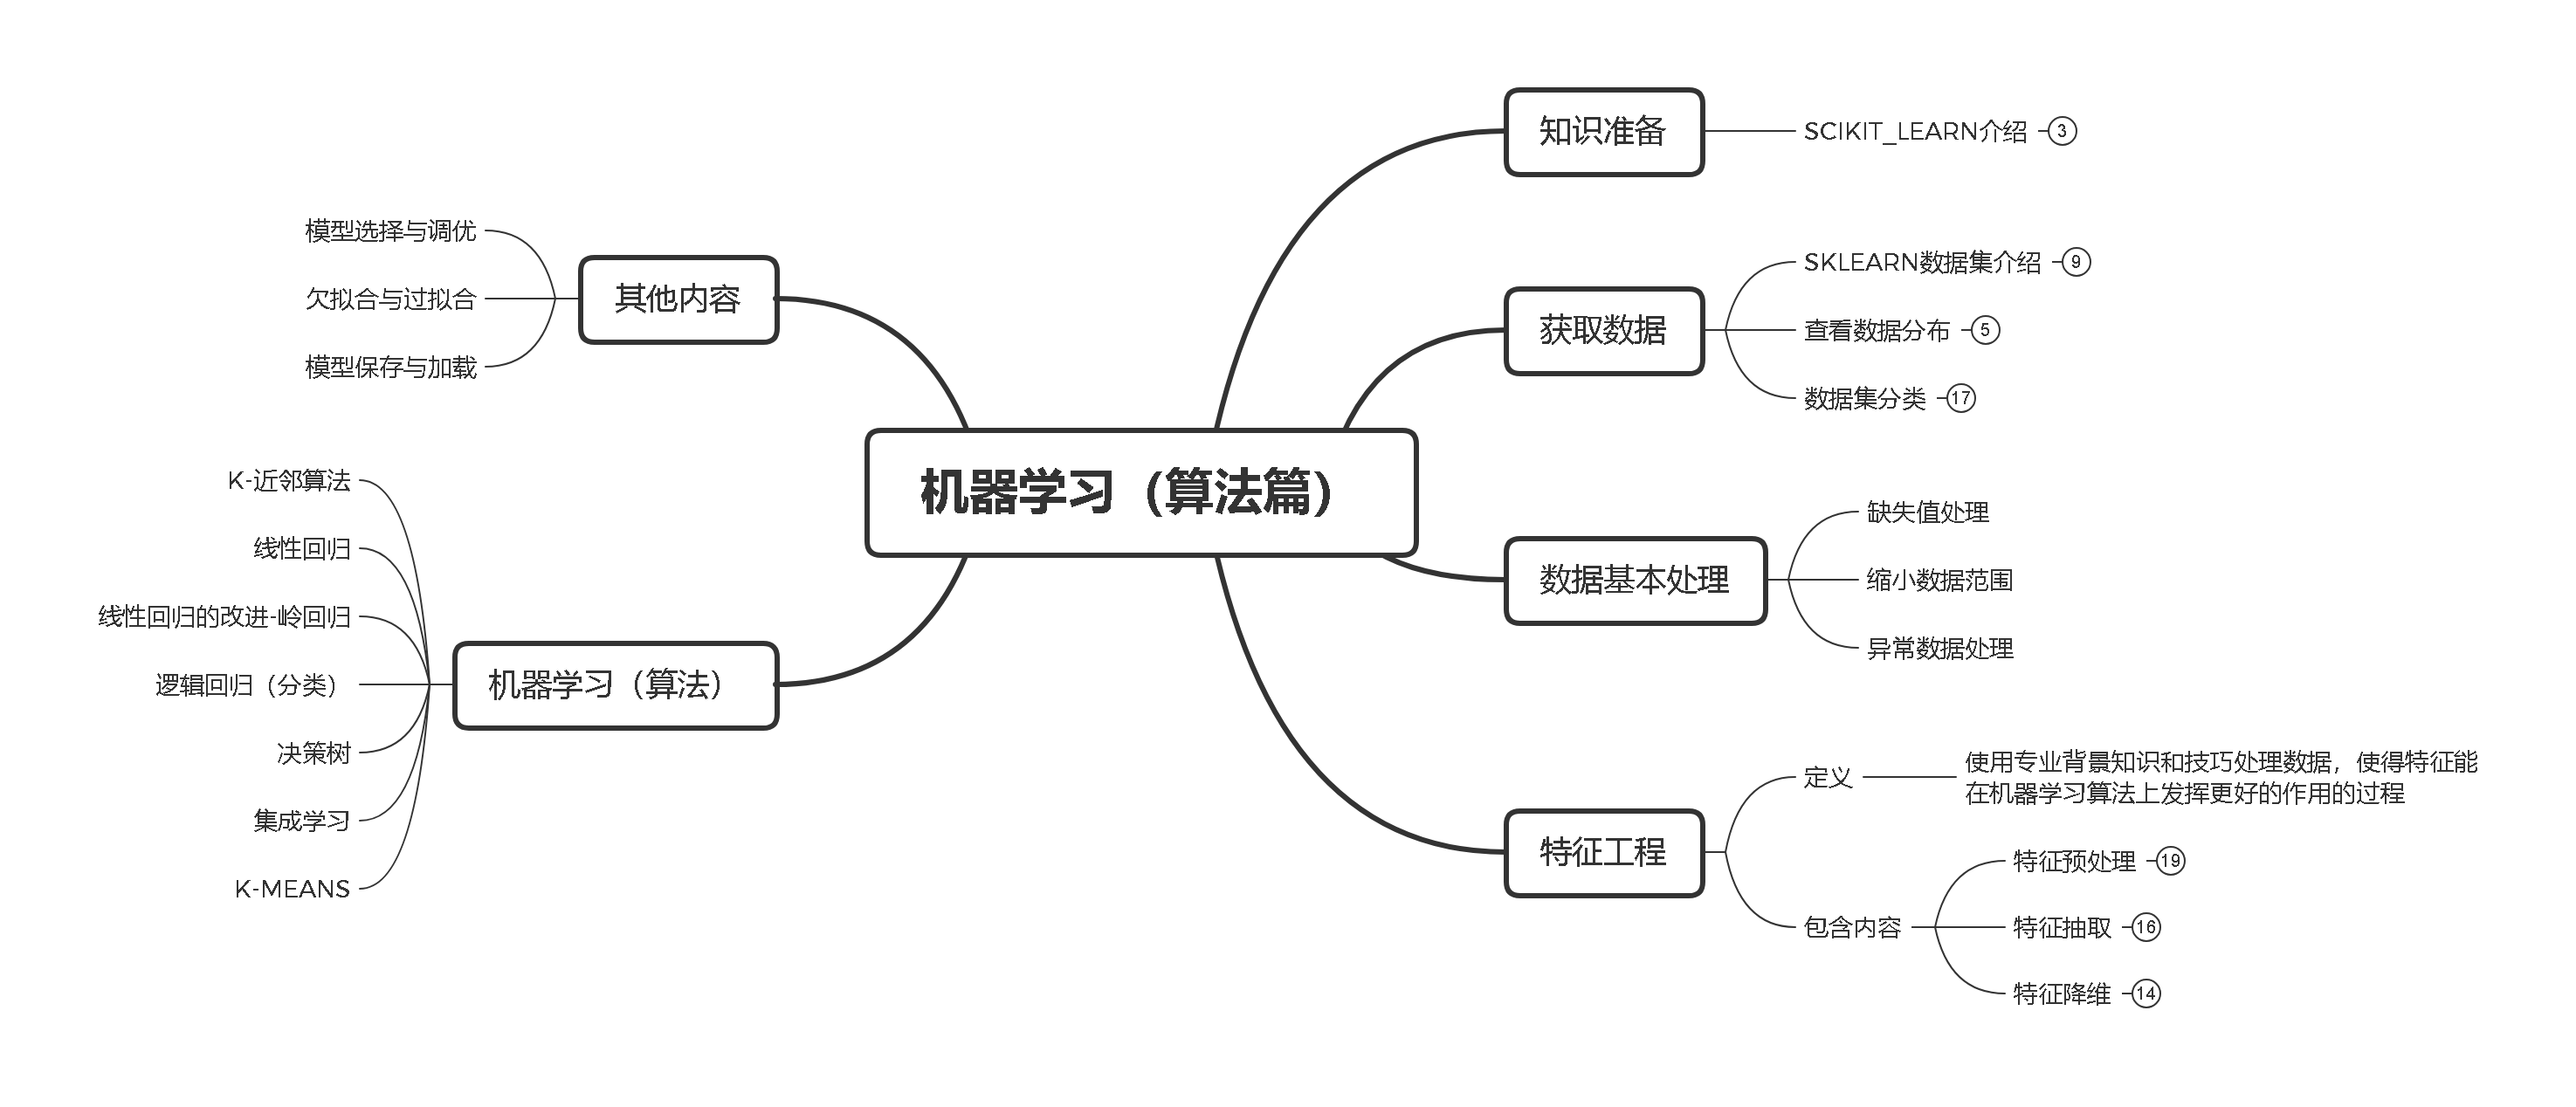 机器学习（算法篇）
知识准备
SCIKIT_LEARN介绍
3
获取数据
SKLEARN数据集介绍
9
查看数据分布
5
数据集分类
17
数据基本处理
缺失值处理
缩小数据范围
异常数据处理
特征工程
定义
使用专业背景知识和技巧处理数据，使得特征能
在机器学习算法上发挥更好的作用的过程
包含内容
特征预处理
19
特征抽取
16
特征降维
14
其他内容
模型选择与调优
欠拟合与过拟合
模型保存与加载
机器学习（算法）
K-近邻算法
线性回归
线性回归的改进-岭回归
逻辑回归（分类）
决策树
集成学习
K-MEANS